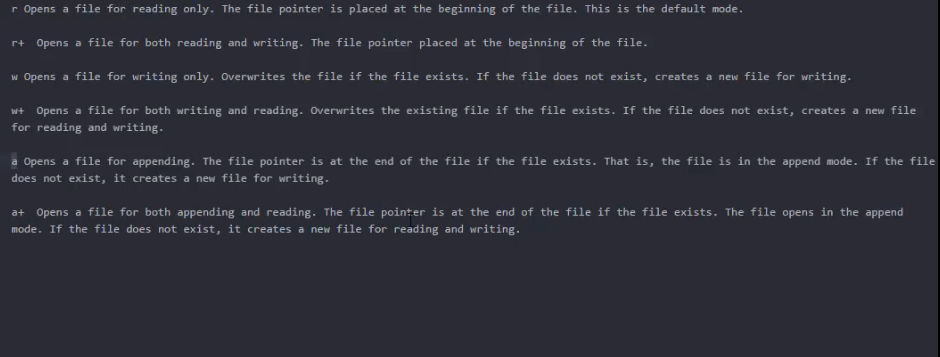 r Opens a file for reading only. The file pointer is placed at the beginning of the file. This is the default mode.
r+  Opens a file for both reading and writing. The file pointer placed at the beginning of the file.
w Opens a file for writing only. Overwrites the file if the file exists. If the file does not exist, creates a new file for writing.
w+  Opens a file for both writing and reading. Overwrites the existing file if the file exists. If the file does not exist, creates a new file
for reading and writing.
a Opens a file for appending. The file pointer is at the end of the file if the file exists. That is, the file is in the append mode. If the file
does not exist, it creates a new file for writing.
a+  Opens a file for both appending and reading. The file pointer is at the end of the file if the file exists. The file opens in the append
mode. If the file does not exist, it creates a new file for reading and writing.